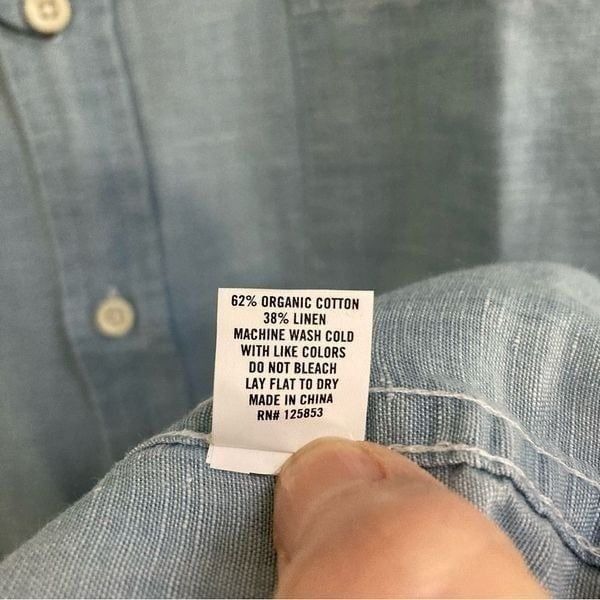 62% ORGANIC COTTON
38% LINEN
MACHINE WASH COLD
WITH LIKE COLORS
DO NOT BLEACH
LAY FLAT TO DRY
MADE IN CHINA
RN# 125853